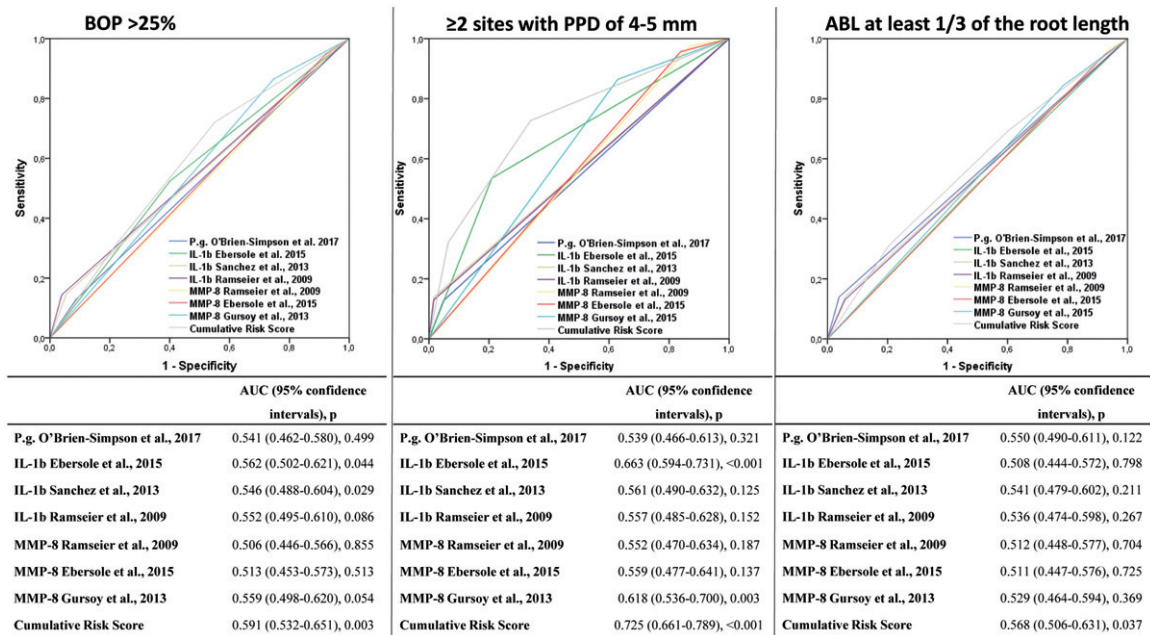 BOP >25%
1,0
0,8
0,6
0,4
0,2
0,0
Sensitivity
P.g. O'Brien-Simpson et al. 2017
IL-1b Ebersole et al. 2015
IL-1b Sanchez et al., 2013
IL-1b Ramseier et al., 2009
MMP-8 Ramseier et al., 2009
MMP-8 Ebersole et al., 2015
MMP-8 Gursoy et al., 2013
Cumulative Risk Score
0,0 0,2 0,4 0,6 0,8 1,0
1 - Specificity
AUC (95% confidence
intervals), p
P.g. O'Brien-Simpson et al., 2017 0.541 (0.462-0.580), 0.499
IL-1b Ebersole et al., 2015 0.562 (0.502-0.621), 0.044
IL-1b Sanchez et al., 2013 0.546 (0.488-0.604), 0.029
IL-1b Ramseier et al., 2009 0.552 (0.495-0.610), 0.086
MMP-8 Ramseier et al., 2009 0.506 (0.446-0.566), 0.855
MMP-8 Ebersole et al., 2015 0.513 (0.453-0.573), 0.513
MMP-8 Gursoy et al., 2013 0.559 (0.498-0.620), 0.054
Cumulative Risk Score 0.591 (0.532-0.651), 0.003
≥2 sites with PPD of 4-5 mm
1,0
0,8
0,6
0,4
0,2
0,0
Sensitivity
P.g. O'Brien-Simpson et al., 2017
IL-1b Ebersole et al., 2015
IL-1b Sanchez et al., 2013
IL-1b Ramseier et al., 2009
MMP-8 Ramseier et al., 2009
MMP-8 Ebersole et al., 2015
MMP-8 Gursoy et al., 2015
Cumulative Risk Score
0,0 0,2 0,4 0,6 0,8 1,0
1 - Specificity
AUC (95% confidence
intervals), p
P.g. O'Brien-Simpson et al., 2017 0.539 (0.466-0.613), 0.321
IL-1b Ebersole et al., 2015 0.663 (0.594-0.731), <0.001
IL-1b Sanchez et al., 2013 0.561 (0.490-0.632), 0.125
IL-1b Ramseier et al., 2009 0.557 (0.485-0.628), 0.152
MMP-8 Ramseier et al., 2009 0.552 (0.470-0.634), 0.187
MMP-8 Ebersole et al., 2015 0.559 (0.477-0.641), 0.137
MMP-8 Gursoy et al., 2013 0.618 (0.536-0.700), 0.003
Cumulative Risk Score 0.725 (0.661-0.789), <0.001
ABL at least 1/3 of the root length
1,0
0,8
0,6
0,4
0,2
0,0
Sensitivity
P.g. O'Brien-Simpson et al., 2017
IL-1b Ebersole et al., 2015
IL-1b Sanchez et al., 2013
IL-1b Ramseier et al., 2009
MMP-8 Ramseier et al., 2009
MMP-8 Ebersole et al., 2015
MMP-8 Gursoy et al., 2015
Cumulative Risk Score
0,0 0,2 0,4 0,6 0,8 1,0
1 - Specificity
AUC (95% confidence
intervals), p
P.g. O'Brien-Simpson et al., 2017 0.550 (0.490-0.611), 0.122
IL-1b Ebersole et al., 2015 0.508 (0.444-0.572), 0.798
IL-1b Sanchez et al., 2013 0.541 (0.479-0.602), 0.211
IL-1b Ramseier et al., 2009 0.536 (0.474-0.598), 0.267
MMP-8 Ramseier et al., 2009 0.512 (0.448-0.577), 0.704
MMP-8 Ebersole et al., 2015 0.511 (0.447-0.576), 0.725
MMP-8 Gursoy et al., 2013 0.529 (0.464-0.594), 0.369
Cumulative Risk Score 0.568 (0.506-0.631), 0.037